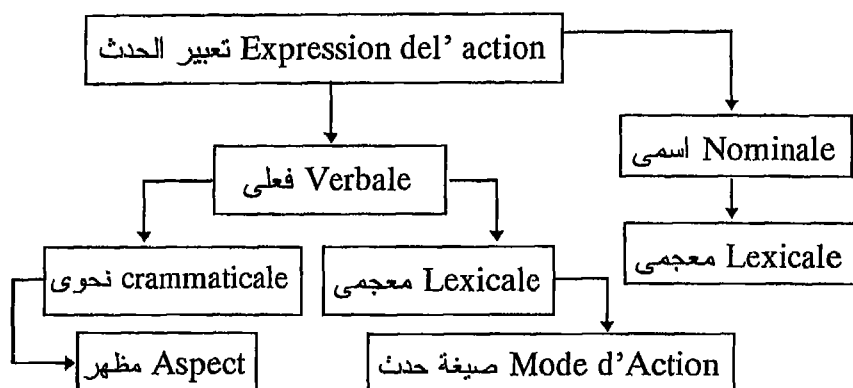 تعبير الحدث Expression del' action
اسمى Nominale
فعلى Verbale
معجمى Lexicale
نحوى crammaticale
معجمى Lexicale
مظهر Aspect
صيغة حدث Mode d'Action